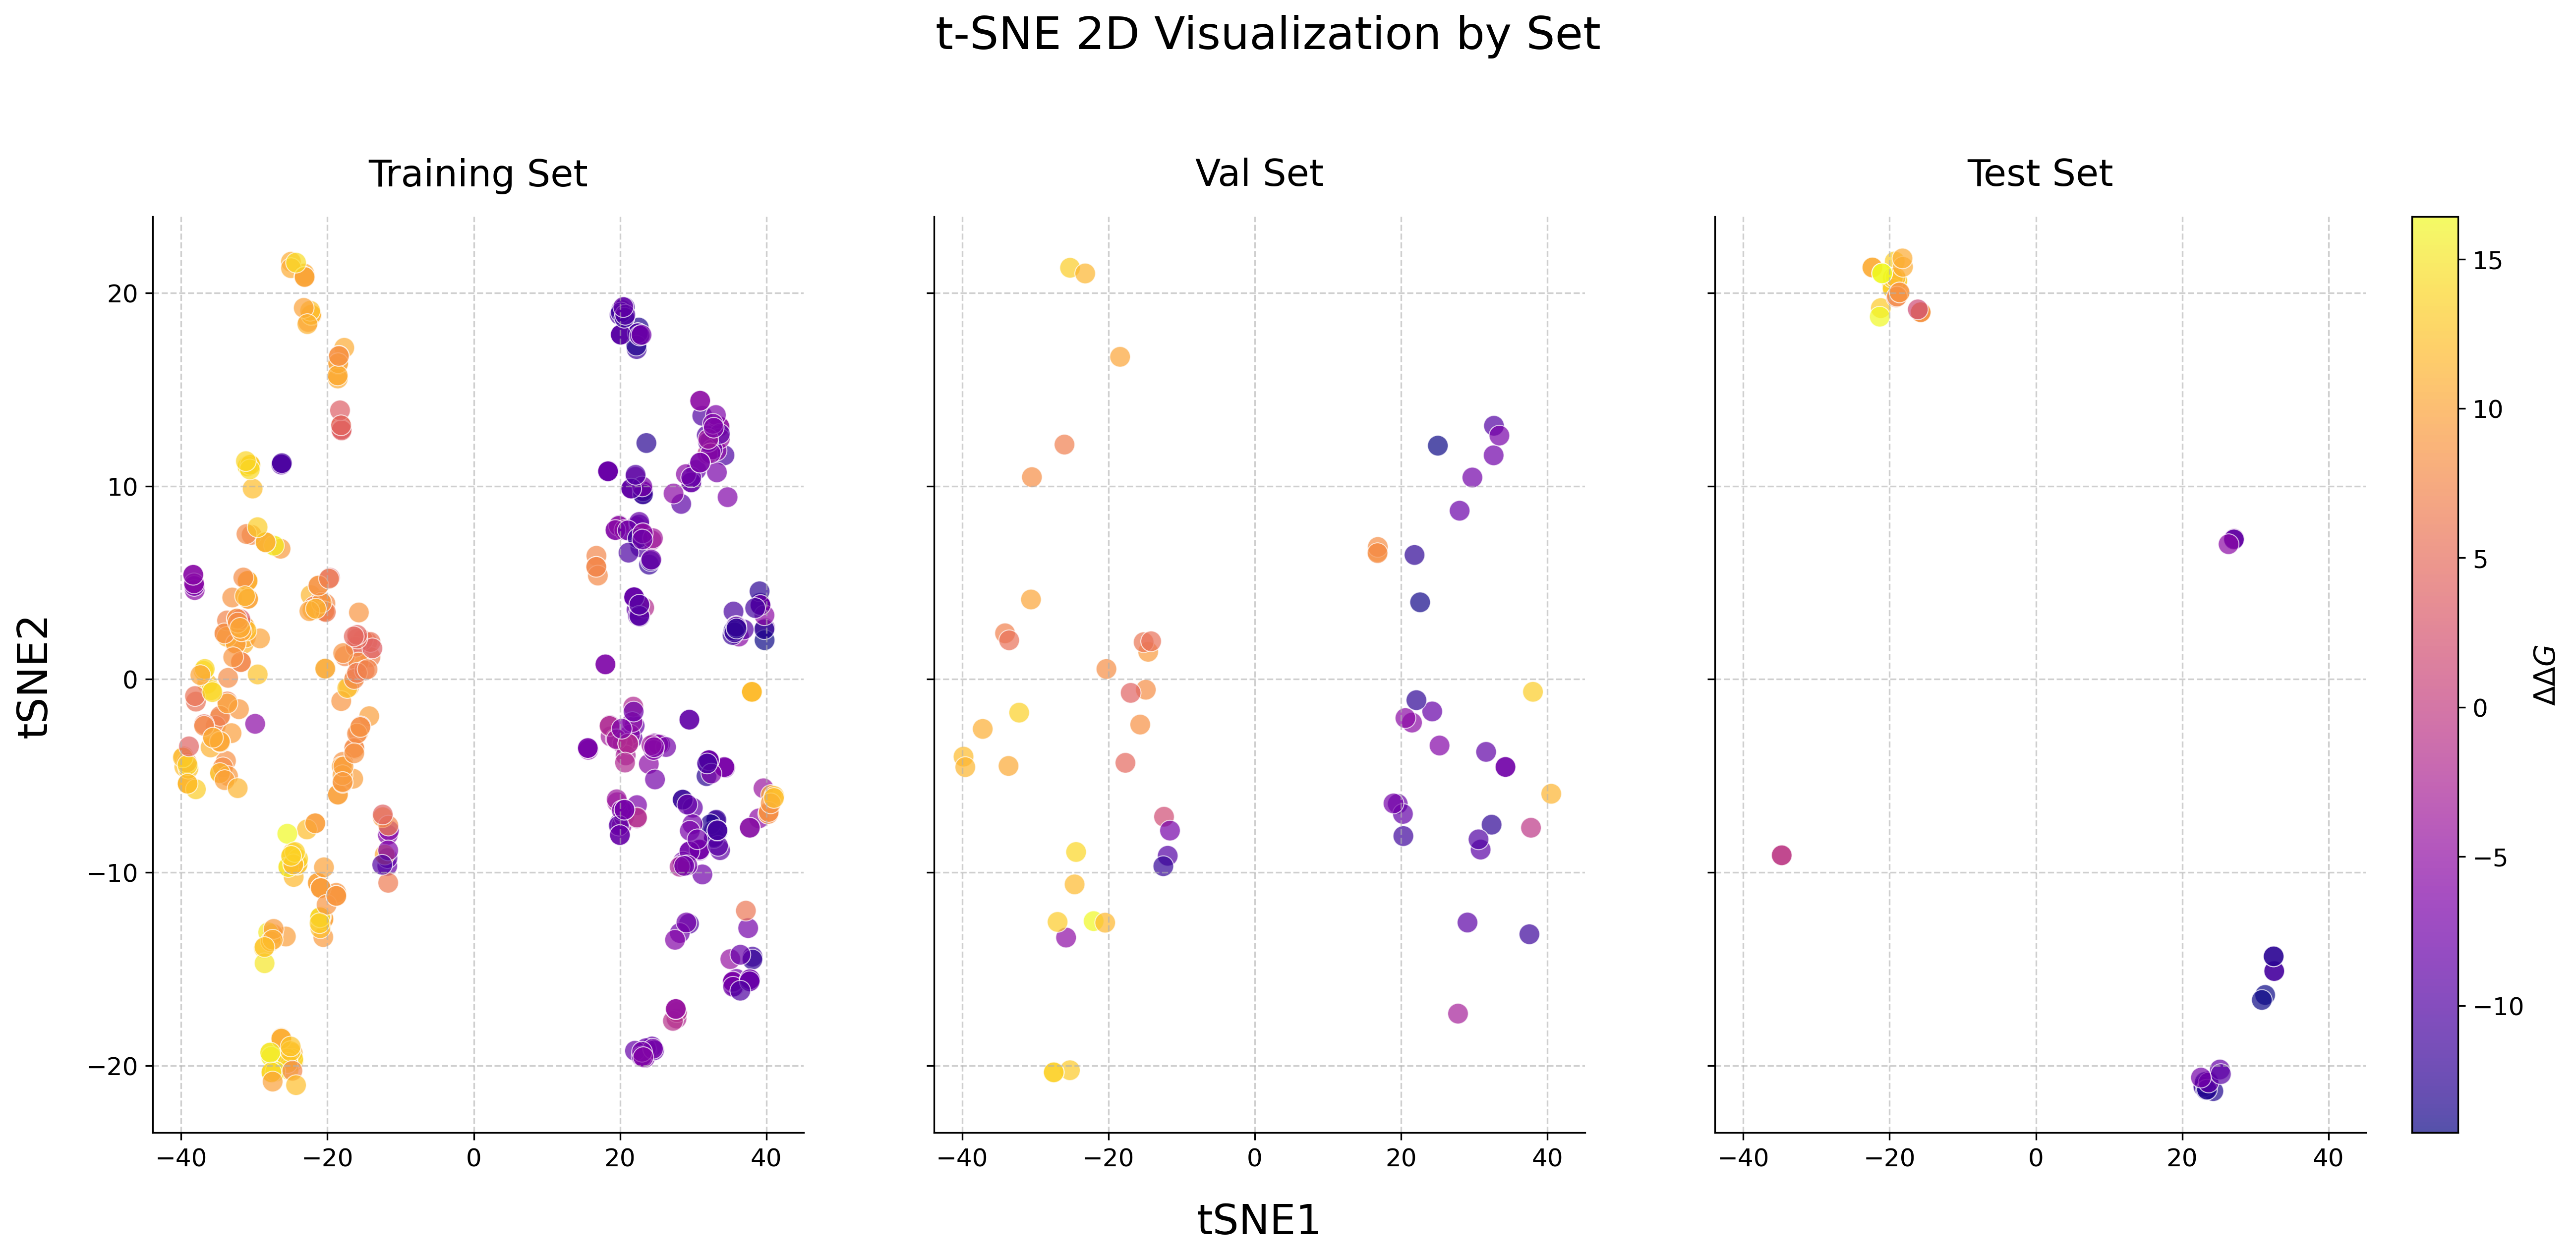 t-SNE 2D Visualization by Set
Training Set
Val Set
Test Set
tSNE2
20
10
0
−10
−20
−40 −20 0 20 40
−40 −20 0 20 40
−40 −20 0 20 40
tSNE1
15
10
5
0
−5
−10
ΔΔG